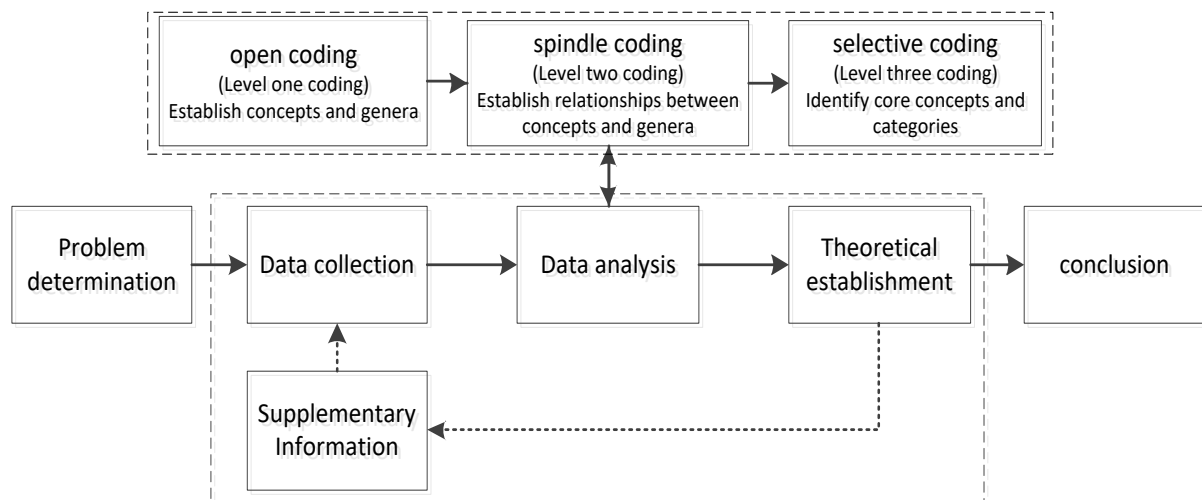 open coding
(Level one coding)
Establish concepts and genera
spindle coding
(Level two coding)
Establish relationships between
concepts and genera
selective coding
(Level three coding)
Identify core concepts and
categories
Problem
determination
Data collection
Data analysis
Theoretical
establishment
conclusion
Supplementary
Information